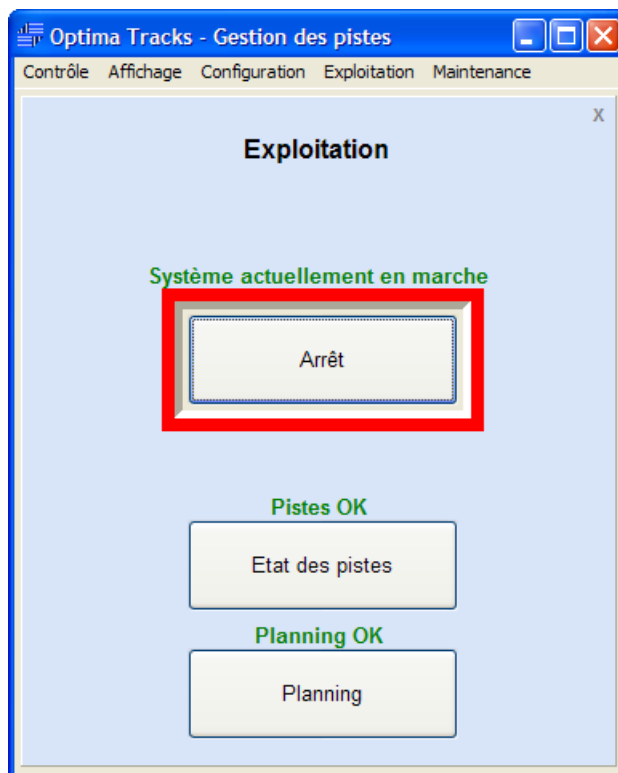 Optima Tracks - Gestion des pistes
Contrôle Affichage Configuration Exploitation Maintenance
X
Exploitation
Système actuellement en marche
Arrêt
Pistes OK
Etat des pistes
Planning OK
Planning